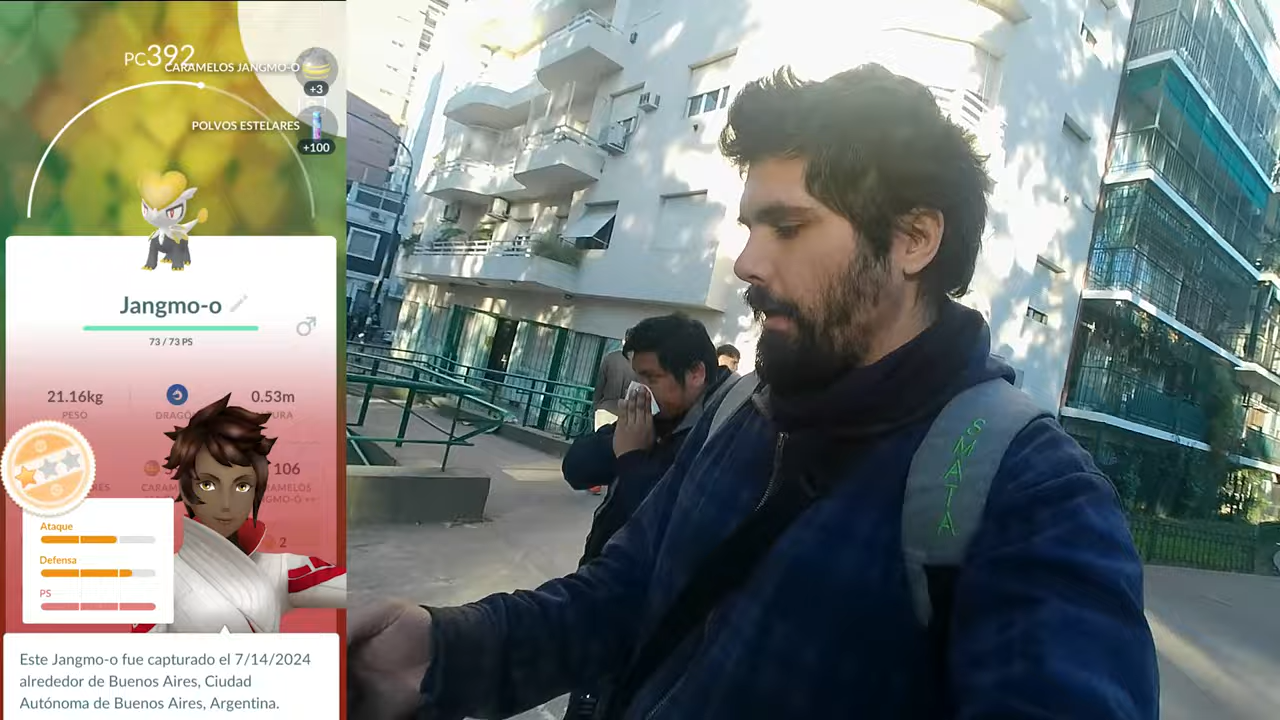 PC392
CARAMELOS JANGMO-O
+3
POLVOS ESTELARES
+100
Jangmo-o
73 / 73 PS
21.16kg
0.53m
PESO
DRAGÓ
URA
106
Ataque
Defensa
PS
2
Este Jangmo-o fue capturado el 7/14/2024
alrededor de Buenos Aires, Ciudad
Autónoma de Buenos Aires, Argentina.
SMATA